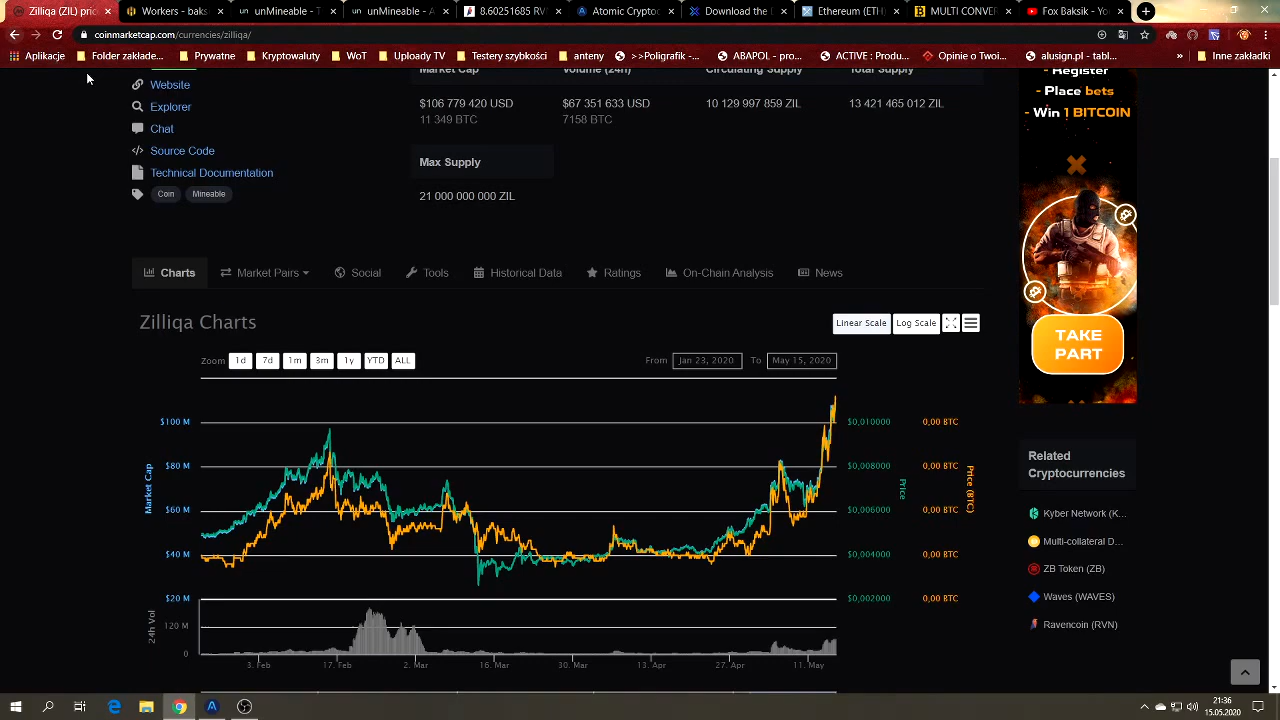 Zilliqa (ZIL) pric
Workers - baks
unMineable - T
unMineable - A
8.60251685 RV
Atomic Cryptoc
Download the L
Ethereum (ETH)
MULTI CONVER
Fox Baksik - Yo
coinmarketcap.com/currencies/zilliqa/
Aplikacje
Folder zakłade...
Prywatne
Kryptowaluty
WoT
Uploady TV
Testery szybkości
anteny
>>Poligrafik -...
ABAPOL - pro...
ACTIVE : Produ...
Opinie o Twoi...
alusign.pl - tabl...
»
Inne zakładki
Website
Explorer
Chat
Source Code
Technical Documentation
Coin
Mineable
Market Cap
Volume (24h)
Circulating Supply
Total Supply
$106 779 420 USD
$67 351 633 USD
10 129 997 859 ZIL
13 421 465 012 ZIL
11 349 BTC
7158 BTC
Max Supply
21 000 000 000 ZIL
- Register
- Place bets
- Win 1 BITCOIN
TAKE
PART
Charts
Market Pairs
Social
Tools
Historical Data
Ratings
On-Chain Analysis
News
Zilliqa Charts
Linear Scale
Log Scale
Zoom
1d
7d
1m
3m
1y
YTD
ALL
From
Jan 23, 2020
To
May 15, 2020
$100 M
$0,010000
0,00 BTC
$80 M
$0,008000
0,00 BTC
$60 M
$0,006000
0,00 BTC
$40 M
$0,004000
0,00 BTC
$20 M
$0,002000
0,00 BTC
Market Cap
Price
Price (BTC)
24h Vol
120 M
0
3. Feb
17. Feb
2. Mar
16. Mar
30. Mar
13. Apr
27. Apr
11. May
Related
Cryptocurrencies
Kyber Network (K...
Multi-collateral D...
ZB Token (ZB)
Waves (WAVES)
Ravencoin (RVN)
21:36
15.05.2020